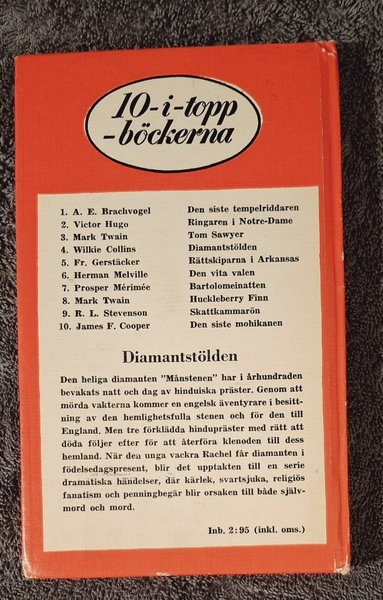 10-i-topp
-böckerna
1. A. E. Brachvogel Den siste tempelriddaren
2. Victor Hugo Ringaren i Notre-Dame
3. Mark Twain Tom Sawyer
4. Wilkie Collins Diamantstölden
5. Fr. Gerstäcker Rättskiparna i Arkansas
6. Herman Melville Den vita valen
7. Prosper Mérimée Bartolomeinatten
8. Mark Twain Huckleberry Finn
9. R. L. Stevenson Skattkammarön
10. James F. Cooper Den siste mohikanen
Diamantstölden
Den heliga diamanten "Månstenen" har i århundraden
bevakats natt och dag av hinduiska präster. Genom att
mörda vakterna kommer en engelsk äventyrare i besitt-
ning av den hemlighetsfulla stenen och för den till
England. Men tre förklädda hindupräster med rätt att
döda följer efter för att återföra klenoden till dess
hemland. När den unga vackra Rachel får diamanten i
födelsedagspresent, blir det upptakten till en serie
dramatiska händelser, där kärlek, svartsjuka, religiös
fanatism och penningbegär blir orsaken till både själv-
mord och mord.
Inb. 2:95 (inkl. oms.)